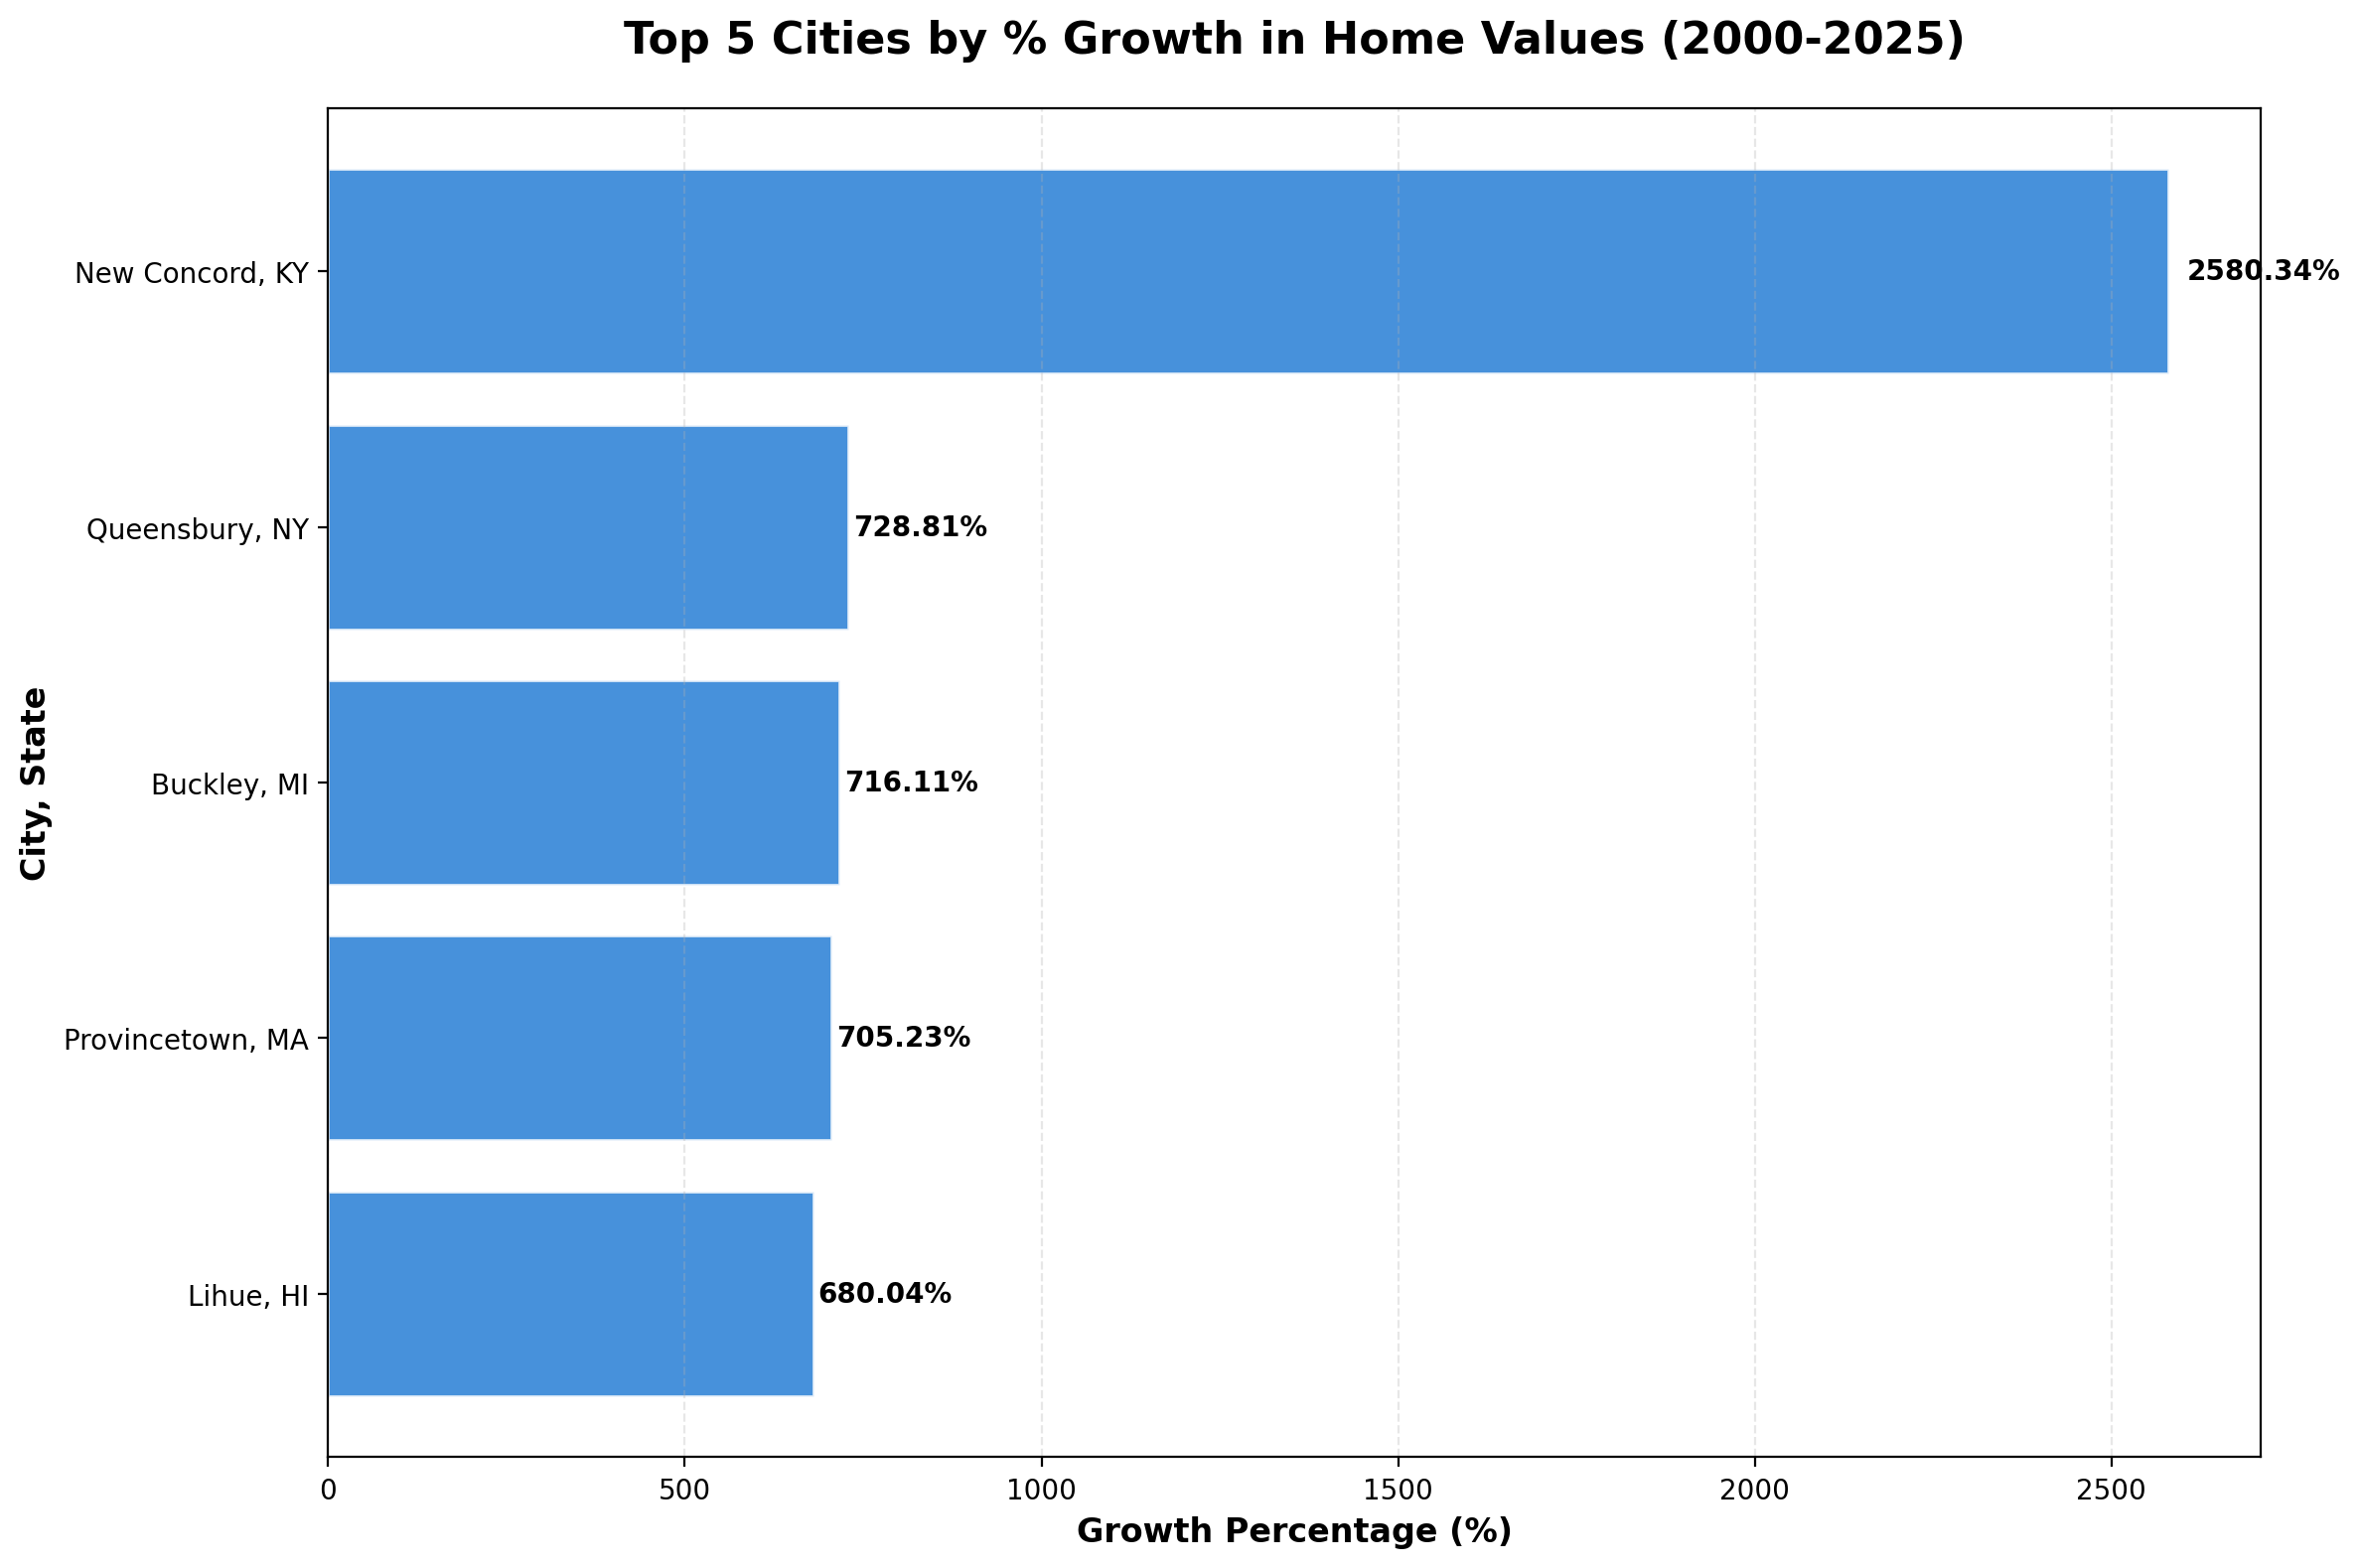 Top 5 Cities by % Growth in Home Values (2000-2025)
New Concord, KY
2580.34%
Queensbury, NY
728.81%
Buckley, MI
716.11%
Provincetown, MA
705.23%
Lihue, HI
680.04%
City, State
0 500 1000 1500 2000 2500
Growth Percentage (%)